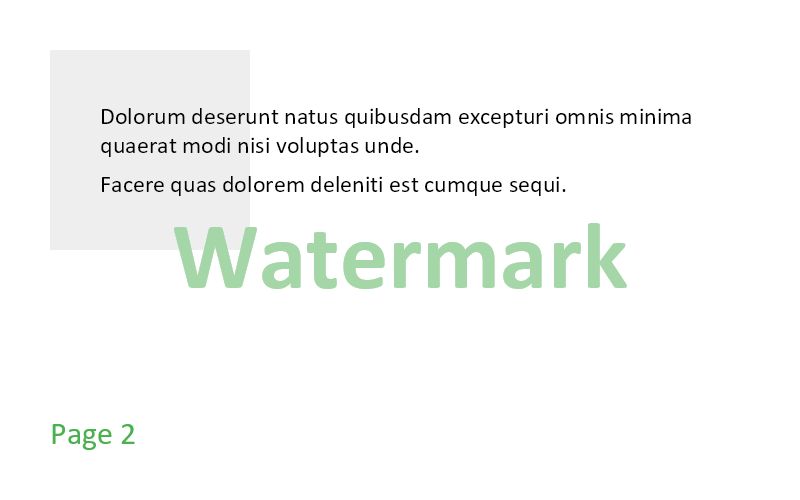 Dolorum deserunt natus quibusdam excepturi omnis minima
quaerat modi nisi voluptas unde.
Facere quas dolorem deleniti est cumque sequi.
Watermark
Page 2